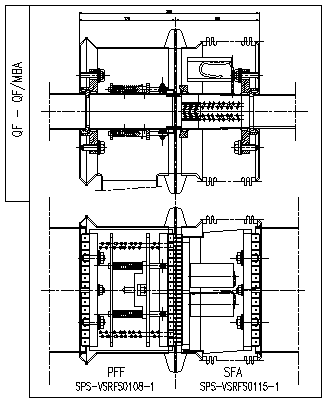 QF - QF/MBA
PFF
SFA
SPS-VSRFS0108-1
SPS-VSRFS0115-1